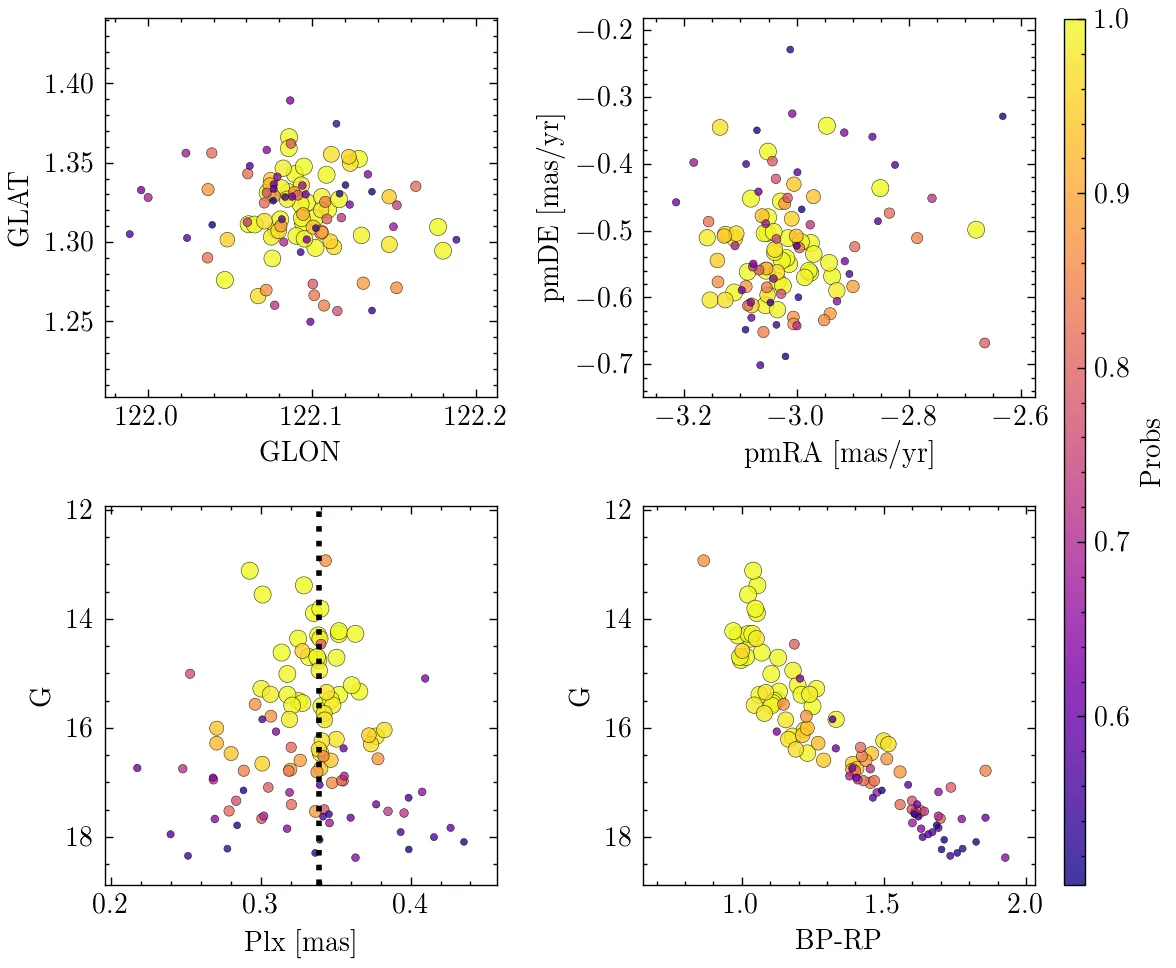 1.40
1.35
1.30
1.25
GLAT
122.0 122.1 122.2
GLON
−0.2
−0.3
−0.4
−0.5
−0.6
−0.7
pmDE [mas/yr]
−3.2 −3.0 −2.8 −2.6
pmRA [mas/yr]
1.0
0.9
0.8
0.7
0.6
Probs
12
14
16
18
G
0.2 0.3 0.4
Plx [mas]
12
14
16
18
G
1.0 1.5 2.0
BP-RP